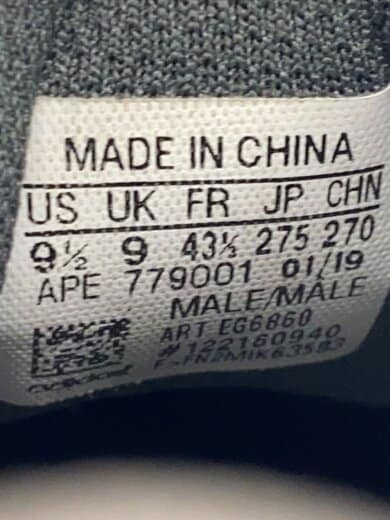 MADE IN CHINA
US UK FR JP CHN
9½ 9 43⅓ 275 270
APE 779001 01/19
MALE/MALE
ART EG6860
#122160940